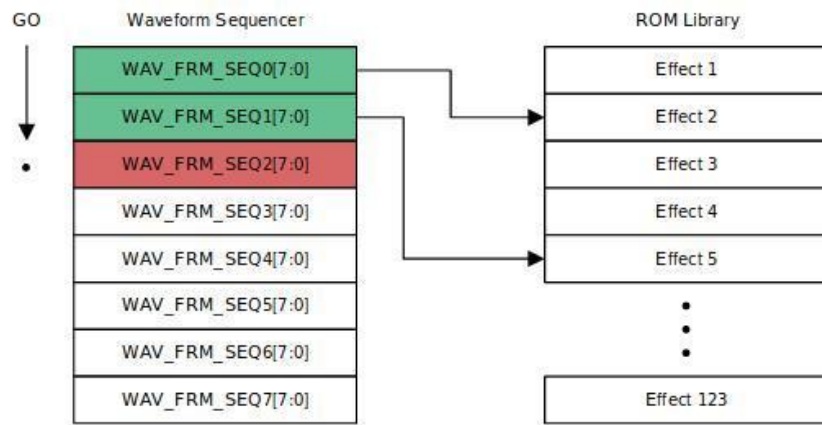 GO Waveform Sequencer ROM Library
WAV_FRM_SEQ0[7:0] Effect 1
WAV_FRM_SEQ1[7:0] Effect 2
WAV_FRM_SEQ2[7:0] Effect 3
WAV_FRM_SEQ3[7:0] Effect 4
WAV_FRM_SEQ4[7:0] Effect 5
WAV_FRM_SEQ5[7:0]
WAV_FRM_SEQ6[7:0]
WAV_FRM_SEQ7[7:0] Effect 123